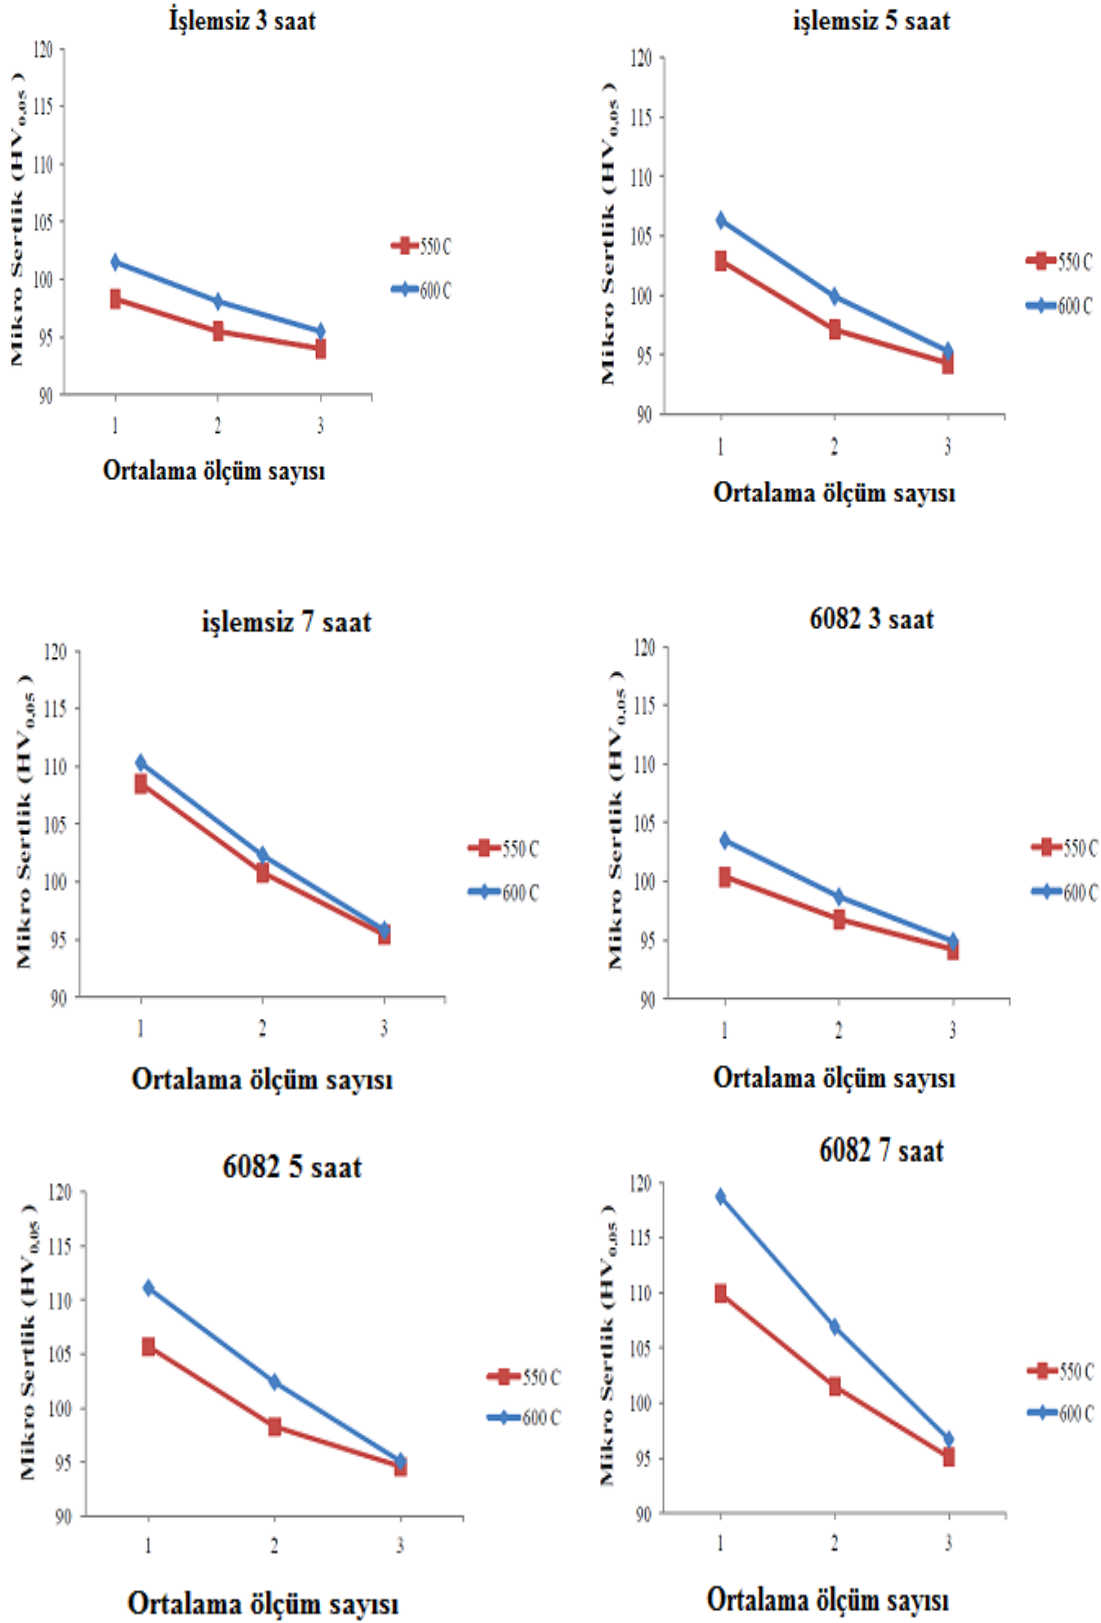 İşlemsiz 3 saat
120
115
110
105
100
95
90
Mikro Sertlik (HV0,05 )
1 2 3
Ortalama ölçüm sayısı
550 C
600 C
işlemsiz 5 saat
120
115
110
105
100
95
90
Mikro Sertlik (HV0,05 )
1 2 3
Ortalama ölçüm sayısı
550 C
600 C
işlemsiz 7 saat
120
115
110
105
100
95
90
Mikro Sertlik (HV0,05 )
1 2 3
Ortalama ölçüm sayısı
550 C
600 C
6082 3 saat
120
115
110
105
100
95
90
Mikro Sertlik (HV0,05 )
1 2 3
Ortalama ölçüm sayısı
550 C
600 C
6082 5 saat
120
115
110
105
100
95
90
Mikro Sertlik (HV0,05 )
1 2 3
Ortalama ölçüm sayısı
550 C
600 C
6082 7 saat
120
115
110
105
100
95
90
Mikro Sertlik (HV0,05 )
1 2 3
Ortalama ölçüm sayısı
550 C
600 C